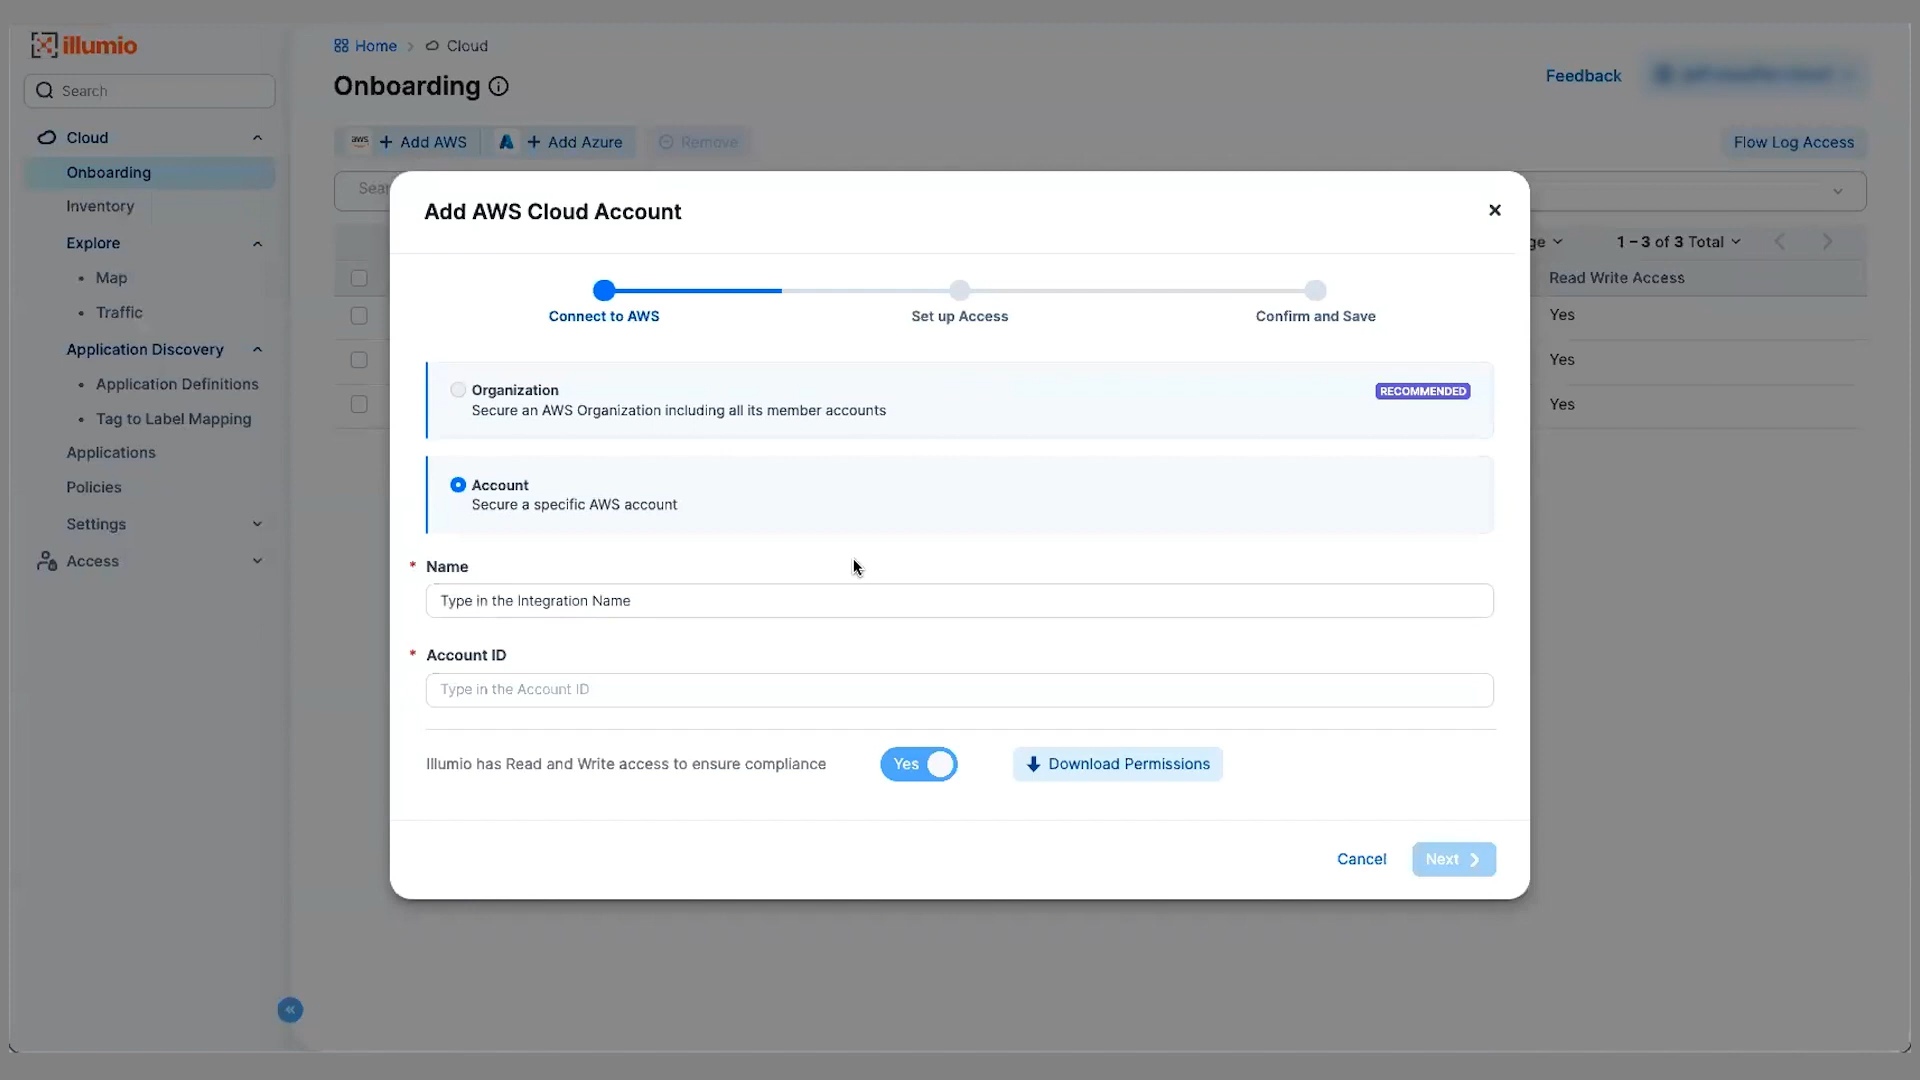 illumio
Search
Cloud
Onboarding
Inventory
Explore
Map
Traffic
Application Discovery
Application Definitions
Tag to Label Mapping
Applications
Policies
Settings
Access
Home > Cloud
Onboarding
Feedback
aws + Add AWS
+ Add Azure
Remove
Flow Log Access
1 – 3 of 3 Total
Read Write Access
Yes
Yes
Yes
Add AWS Cloud Account
Connect to AWS
Set up Access
Confirm and Save
Organization
RECOMMENDED
Secure an AWS Organization including all its member accounts
Account
Secure a specific AWS account
* Name
Type in the Integration Name
* Account ID
Type in the Account ID
Illumio has Read and Write access to ensure compliance
Yes
Download Permissions
Cancel
Next